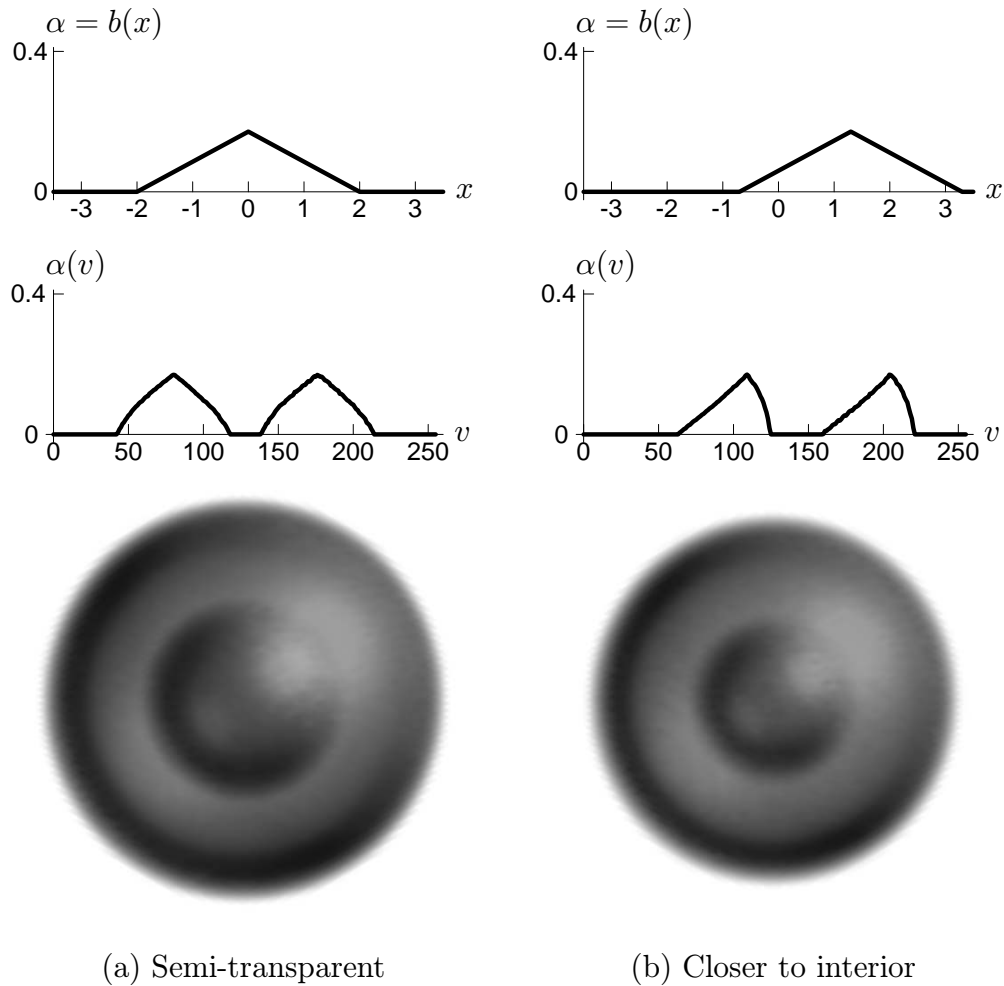 α = b(x)
0.4
0
-3 -2 -1 0 1 2 3
x
α(v)
0.4
0
0 50 100 150 200 250
v
(a) Semi-transparent
α = b(x)
0.4
0
-3 -2 -1 0 1 2 3
x
α(v)
0.4
0
0 50 100 150 200 250
v
(b) Closer to interior